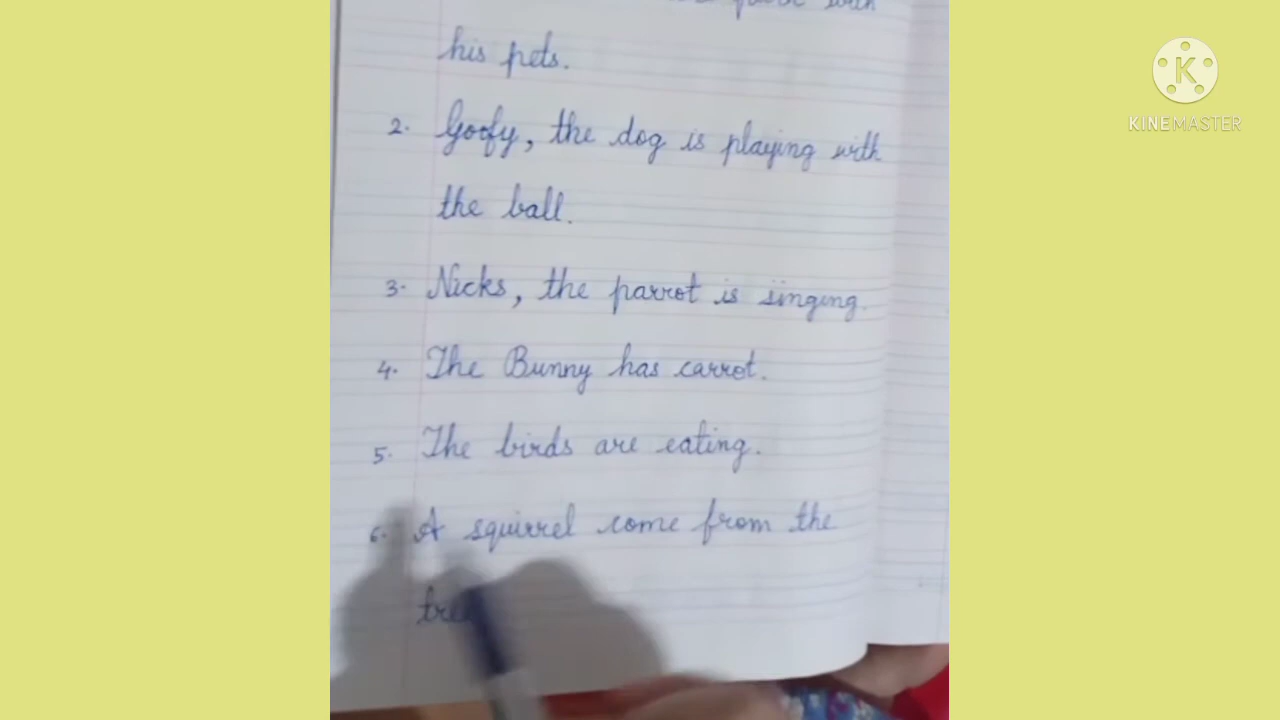 with
his pets.
2. Goofy, the dog is playing with
the ball.
3. Nicks, the parrot is singing.
4. The Bunny has carrot.
5. The birds are eating.
6. A squirrel come from the
K
KINEMASTER